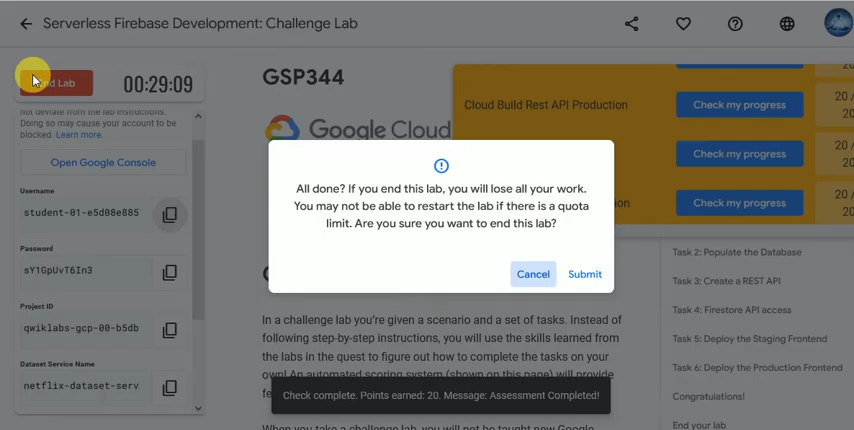 Serverless Firebase Development: Challenge Lab
End Lab
00:29:09
not deviate from the lab instructions.
Doing so may cause your account to be
blocked. Learn more.
Open Google Console
Username
student-01-e5d08e885
Password
sY1GpUvT6In3
Project ID
qwiklabs-gcp-00-b5db
Dataset Service Name
netflix-dataset-serv
GSP344
Google Cloud
20
Cloud Build Rest API Production
Check my progress
20 /
20
Check my progress
20 /
20
Check my progress
20 /
20
All done? If you end this lab, you will lose all your work.
You may not be able to restart the lab if there is a quota
limit. Are you sure you want to end this lab?
Cancel
Submit
In a challenge lab you're given a scenario and a set of tasks. Instead of
following step-by-step instructions, you will use the skills learned from
the labs in the quest to figure out how to complete the tasks on your
own! An automated scoring system (shown on this page) will provide
Check complete. Points earned: 20. Message: Assessment Completed!
When you take a challenge lab, you will not be taught new Google
Task 2: Populate the Database
Task 3: Create a REST API
Task 4: Firestore API access
Task 5: Deploy the Staging Frontend
Task 6: Deploy the Production Frontend
Congratulations!
End your lab